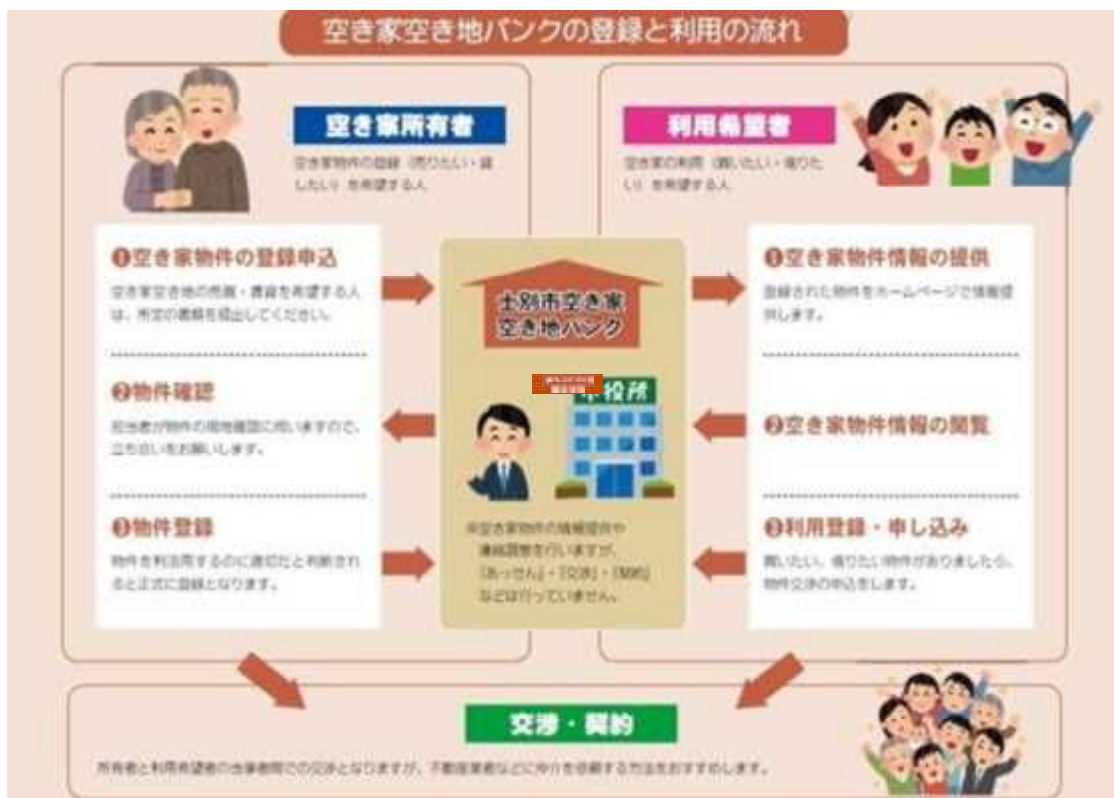 空き家空き地バンクの登録と利用の流れ
空き家所有者
空き家物件の登録（売りたい・貸
したい）を希望する人
利用希望者
空き家の利用（買いたい・借りた
い）を希望する人
❶空き家物件の登録申込
空き家空き地の売買・賃貸を希望する人
は、所定の書類を提出してください。
❷物件確認
担当者が物件の現地確認に伺いますので、
立ち会いをお願いします。
❸物件登録
物件を利活用するのに適切だと判断され
ると正式に登録となります。
士別市空き家
空き地バンク
市役所
※空き家物件の情報提供や
連絡調整を行いますが、
「あっせん」・「交渉」・「契約」
などは行っていません。
❶空き家物件情報の提供
登録された物件をホームページで情報提
供します。
❷空き家物件情報の閲覧
❸利用登録・申し込み
買いたい、借りたい物件がありましたら、
物件交渉の申込をします。
交渉・契約
所有者と利用希望者の当事者間での交渉となりますが、不動産業者などに仲介を依頼する方法をおすすめします。